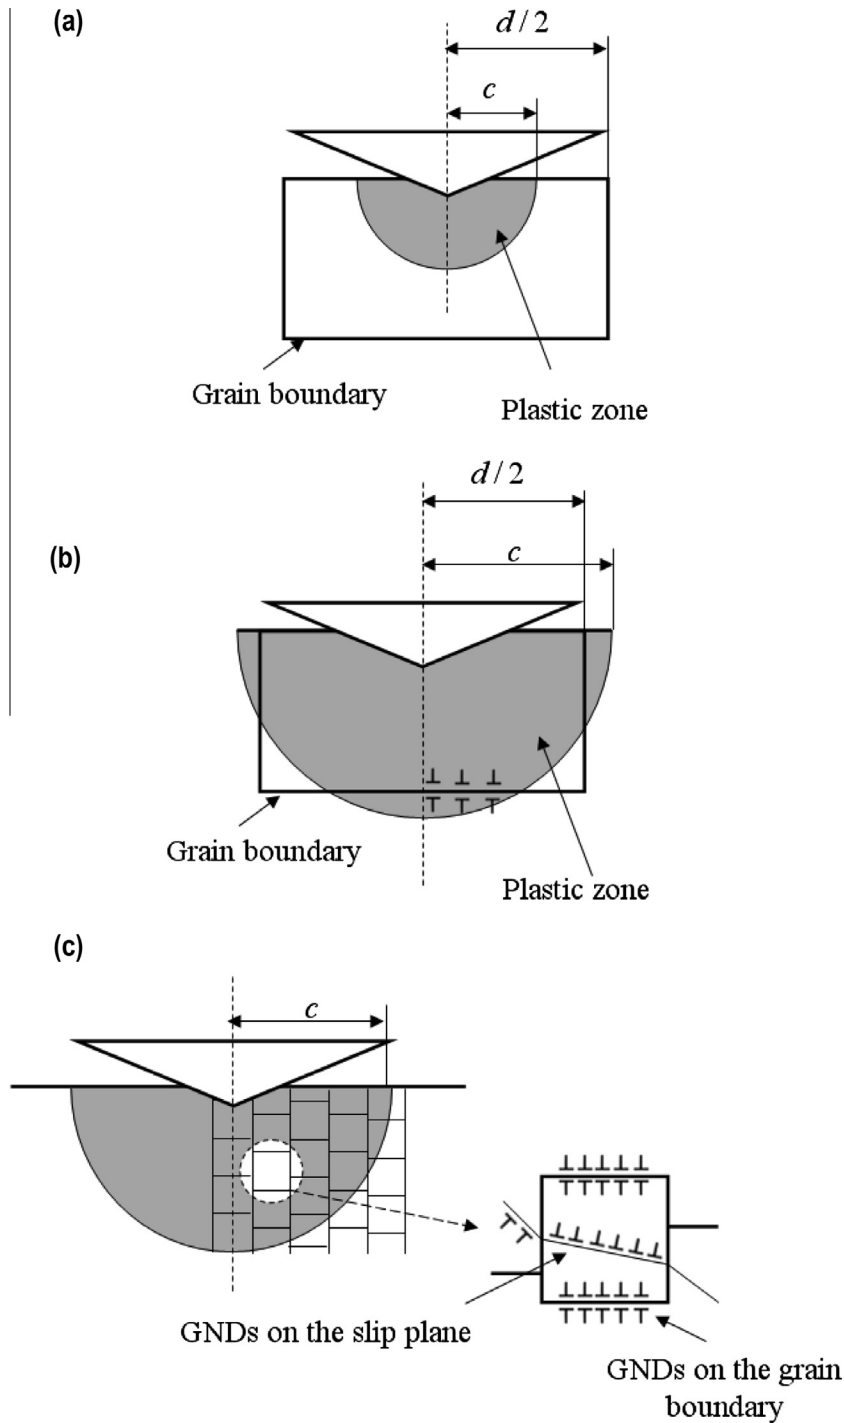 (a)
d / 2
c
Grain boundary
Plastic zone
(b)
d / 2
c
Grain boundary
Plastic zone
(c)
c
GNDs on the slip plane
GNDs on the grain
boundary